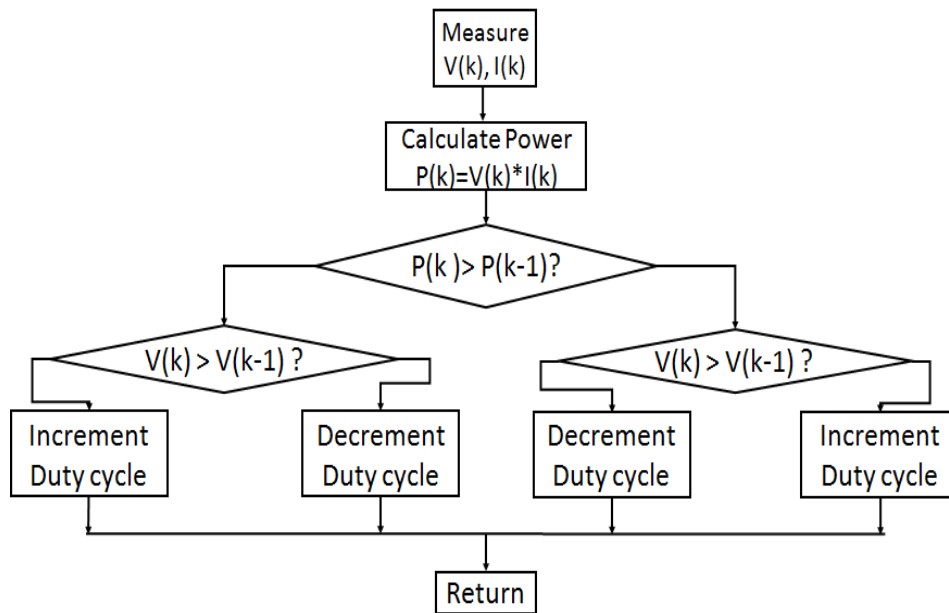 Measure
V(k), I(k)
Calculate Power
P(k)=V(k)*I(k)
P(k )> P(k-1)?
V(k) > V(k-1) ?
V(k) > V(k-1) ?
Increment
Duty cycle
Decrement
Duty cycle
Decrement
Duty cycle
Increment
Duty cycle
Return